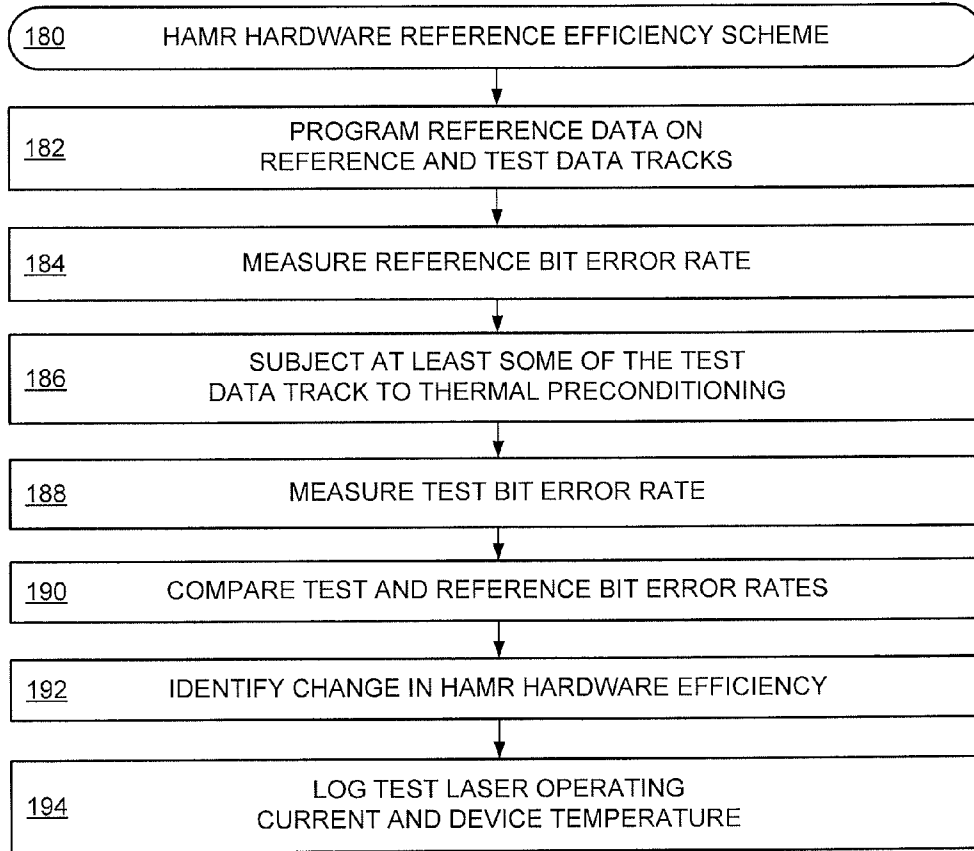 180 HAMR HARDWARE REFERENCE EFFICIENCY SCHEME
182 PROGRAM REFERENCE DATA ON
REFERENCE AND TEST DATA TRACKS
184 MEASURE REFERENCE BIT ERROR RATE
186 SUBJECT AT LEAST SOME OF THE TEST
DATA TRACK TO THERMAL PRECONDITIONING
188 MEASURE TEST BIT ERROR RATE
190 COMPARE TEST AND REFERENCE BIT ERROR RATES
192 IDENTIFY CHANGE IN HAMR HARDWARE EFFICIENCY
194 LOG TEST LASER OPERATING
CURRENT AND DEVICE TEMPERATURE